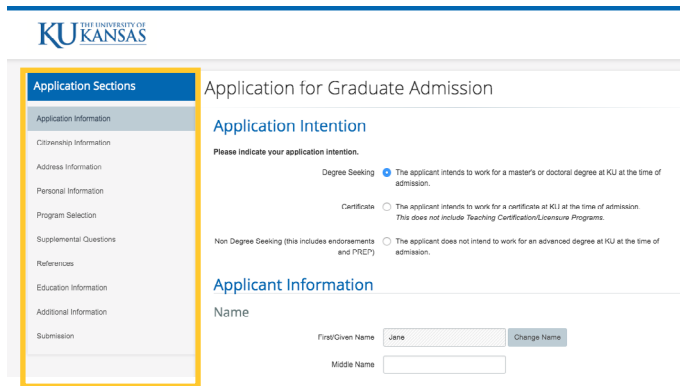 KU THE UNIVERSITY OF
KANSAS
Application Sections
Application Information
Citizenship Information
Address Information
Personal Information
Program Selection
Supplemental Questions
References
Education Information
Additional Information
Submission
Application for Graduate Admission
Application Intention
Please indicate your application intention.
Degree Seeking The applicant intends to work for a master's or doctoral degree at KU at the time of
admission.
Certificate The applicant intends to work for a certificate at KU at the time of admission.
This does not include Teaching Certification/Licensure Programs.
Non Degree Seeking (this includes endorsements The applicant does not intend to work for an advanced degree at KU at the time of
and PREP) admission.
Applicant Information
Name
First/Given Name Jane Change Name
Middle Name